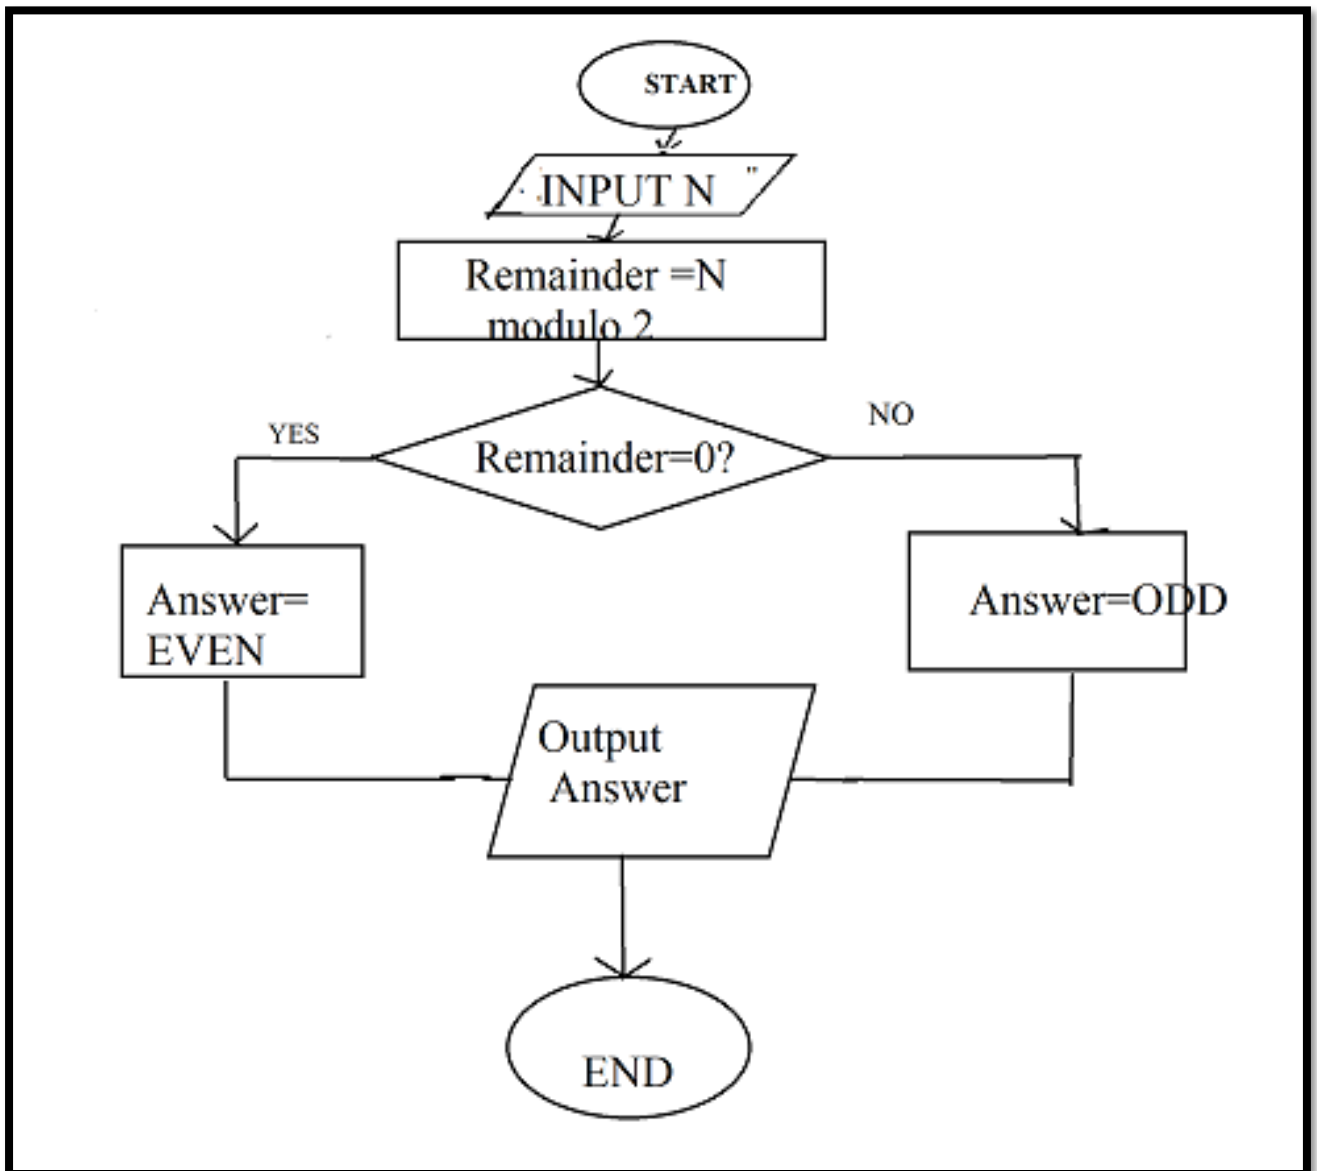 START
INPUT N "
Remainder =N
modulo 2
YES
NO
Remainder=0?
Answer=
EVEN
Answer=ODD
Output
Answer
END